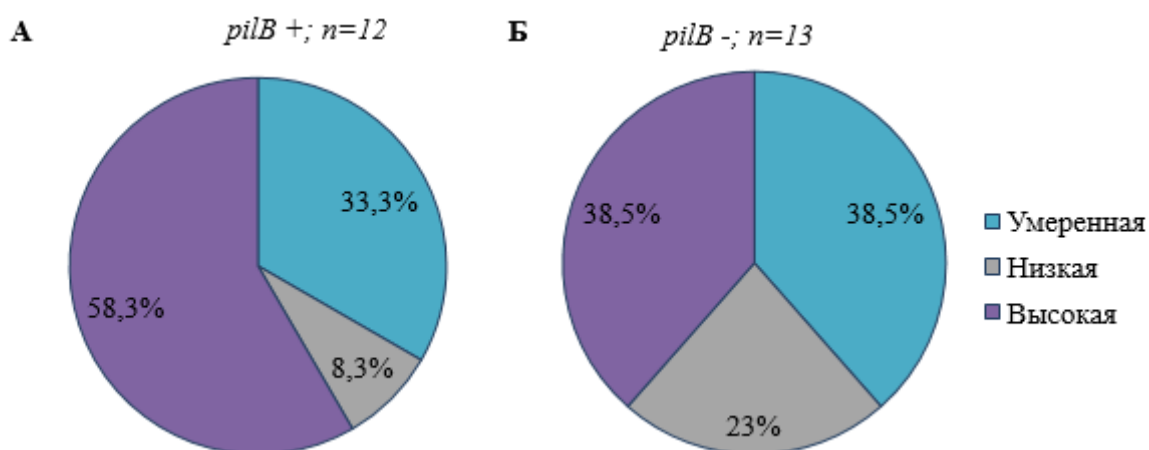 А
pilB +; n=12
33,3%
8,3%
58,3%
Б
pilB -; n=13
38,5%
23%
38,5%
Умеренная
Низкая
Высокая